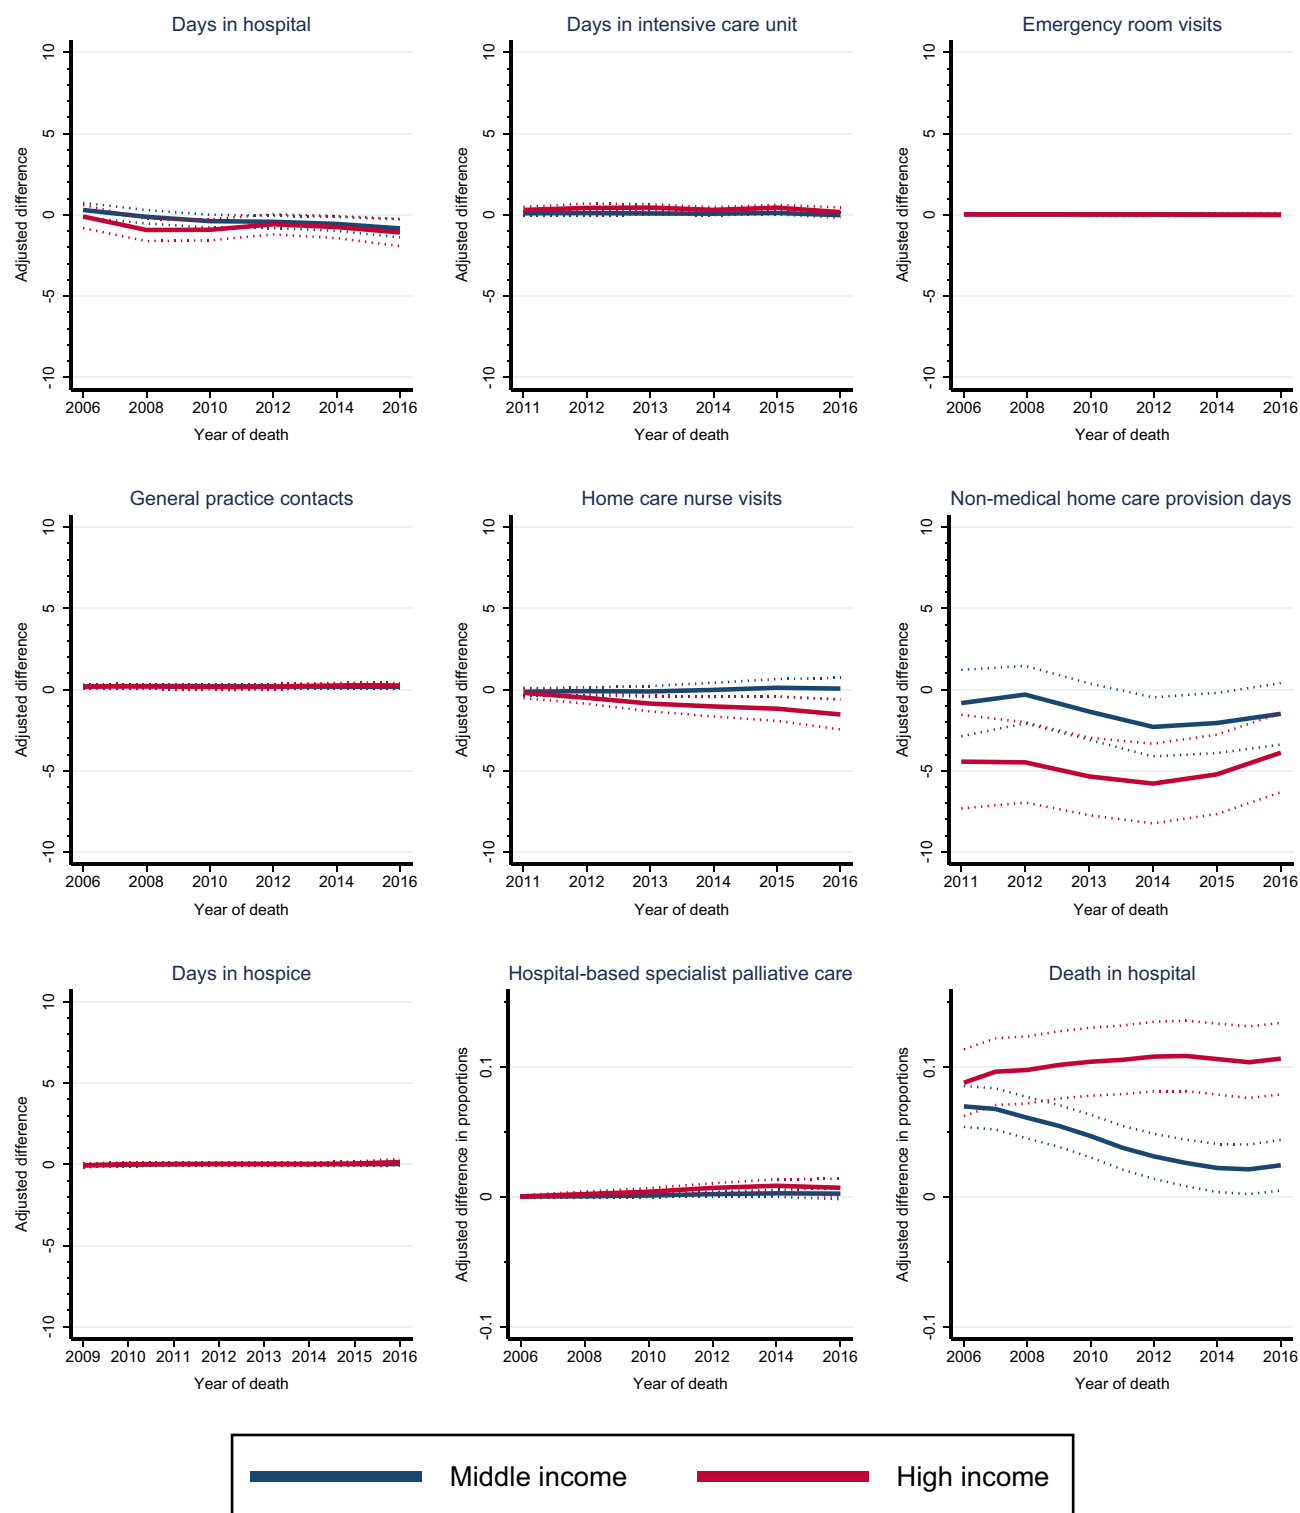 Days in hospital
Days in intensive care unit
Emergency room visits
Adjusted difference
10
5
0
-5
-10
2006 2008 2010 2012 2014 2016
Year of death
Adjusted difference
10
5
0
-5
-10
2011 2012 2013 2014 2015 2016
Year of death
Adjusted difference
10
5
0
-5
-10
2006 2008 2010 2012 2014 2016
Year of death
General practice contacts
Home care nurse visits
Non-medical home care provision days
Adjusted difference
10
5
0
-5
-10
2006 2008 2010 2012 2014 2016
Year of death
Adjusted difference
10
5
0
-5
-10
2011 2012 2013 2014 2015 2016
Year of death
Adjusted difference
10
5
0
-5
-10
2011 2012 2013 2014 2015 2016
Year of death
Days in hospice
Hospital-based specialist palliative care
Death in hospital
Adjusted difference
10
5
0
-5
-10
2009 2010 2011 2012 2013 2014 2015 2016
Year of death
Adjusted difference in proportions
0.1
0
-0.1
2006 2008 2010 2012 2014 2016
Year of death
Adjusted difference in proportions
0.1
0
-0.1
2006 2008 2010 2012 2014 2016
Year of death
Middle income
High income